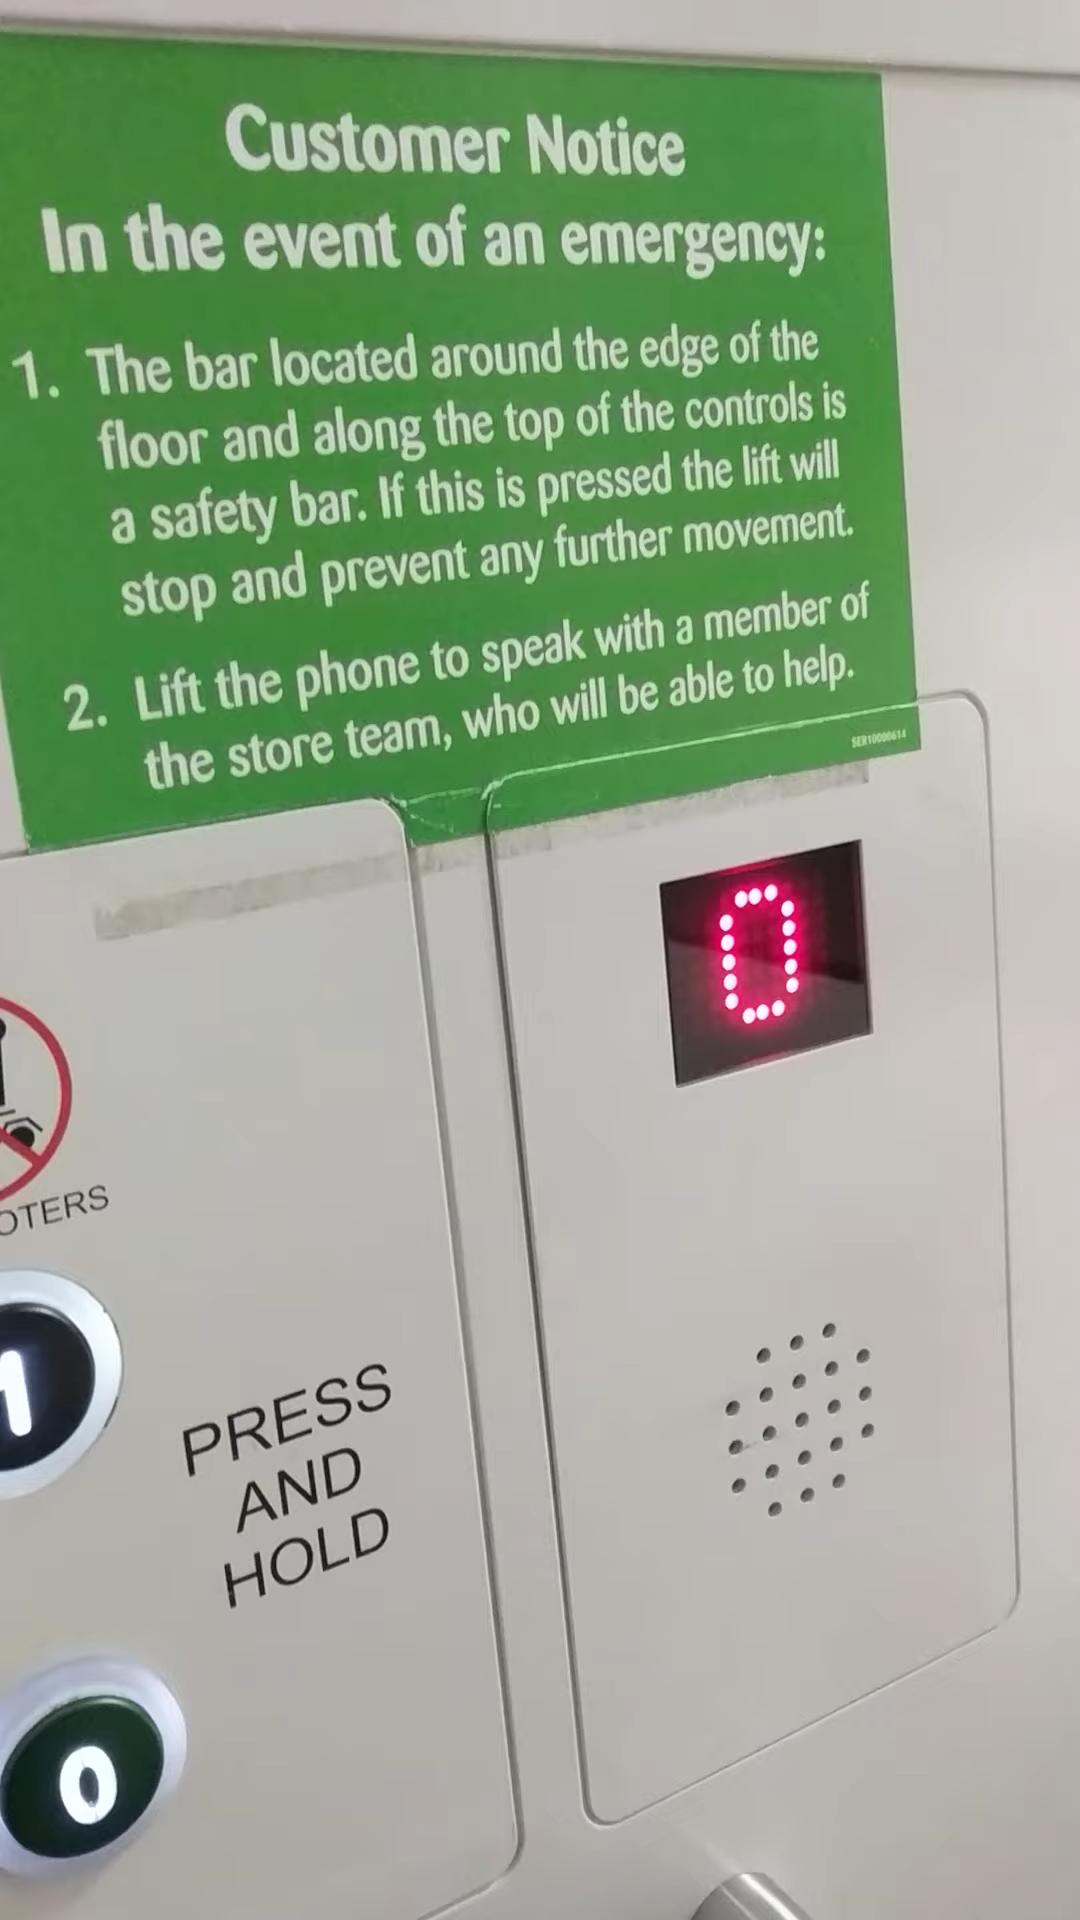 Customer Notice
In the event of an emergency:
1. The bar located around the edge of the
floor and along the top of the controls is
a safety bar. If this is pressed the lift will
stop and prevent any further movement.
2. Lift the phone to speak with a member of
the store team, who will be able to help.
SER10000614
0
OTERS
1
PRESS
AND
HOLD
0